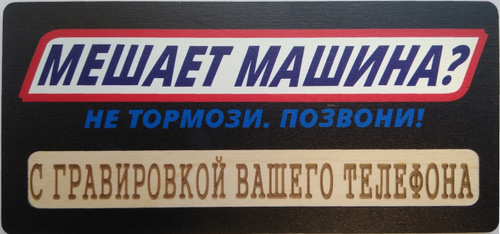 МЕШАЕТ МАШИНА?
НЕ ТОРМОЗИ. ПОЗВОНИ!
С ГРАВИРОВКОЙ ВАШЕГО ТЕЛЕФОНА